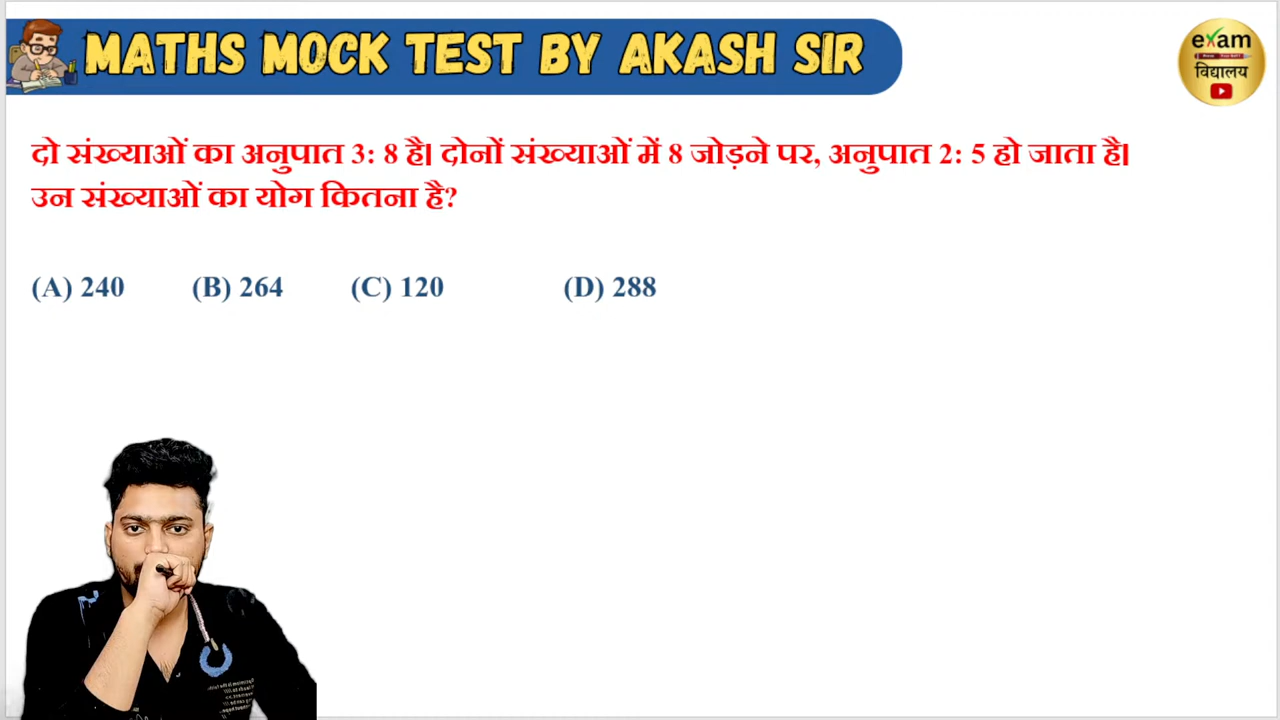 MATHS MOCK TEST BY AKASH SIR
exam
विद्यालय
दो संख्याओं का अनुपात 3: 8 है। दोनों संख्याओं में 8 जोड़ने पर, अनुपात 2: 5 हो जाता है।
उन संख्याओं का योग कितना है?
(A) 240 (B) 264 (C) 120 (D) 288